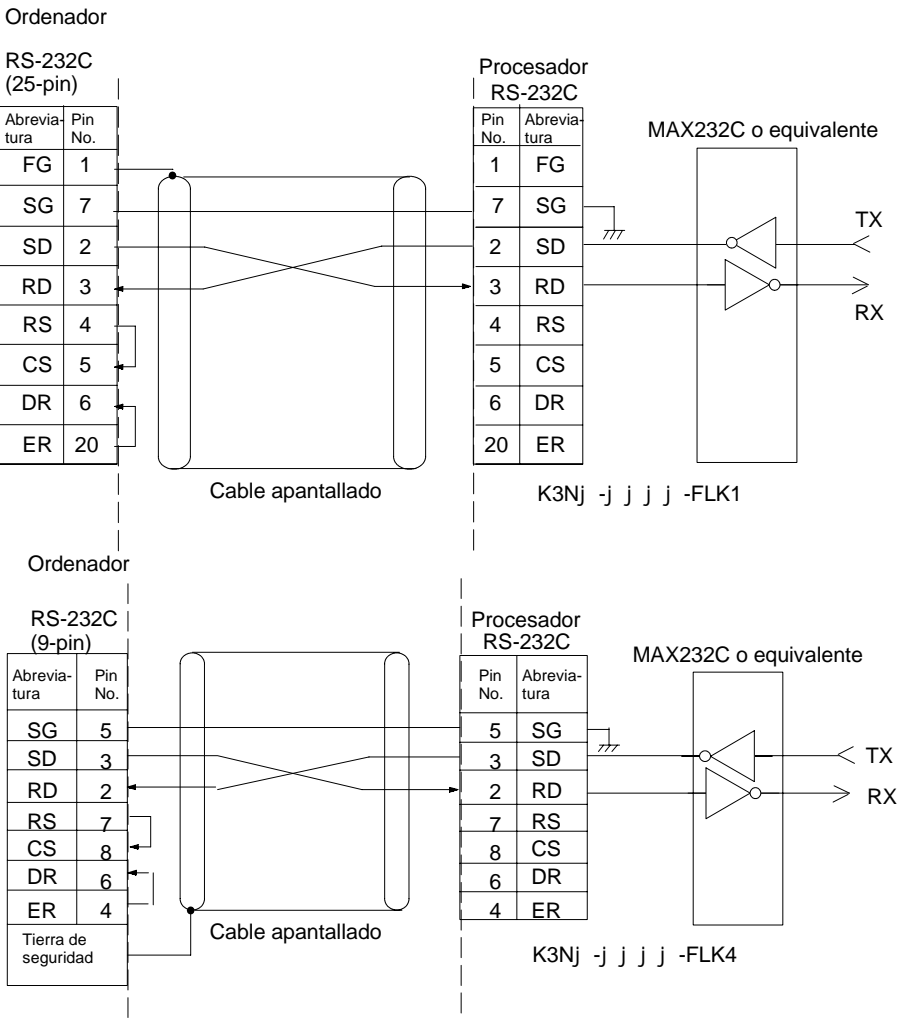 Ordenador
RS-232C
(25-pin)
Procesador
RS-232C
Abrevia-
tura
Pin
No.
Pin
No.
Abrevia-
tura
MAX232C o equivalente
FG 1
1 FG
SG 7
7 SG
TX
SD 2
2 SD
RD 3
3 RD
RX
RS 4
4 RS
CS 5
5 CS
DR 6
6 DR
ER 20
20 ER
Cable apantallado
K3Nj -j j j j -FLK1
Ordenador
RS-232C
(9-pin)
Procesador
RS-232C
MAX232C o equivalente
Abrevia-
tura
Pin
No.
Pin
No.
Abrevia-
tura
SG 5
5 SG
SD 3
3 SD
TX
RD 2
2 RD
RX
RS 7
7 RS
CS 8
8 CS
DR 6
6 DR
ER 4
4 ER
Tierra de
seguridad
Cable apantallado
K3Nj -j j j j -FLK4